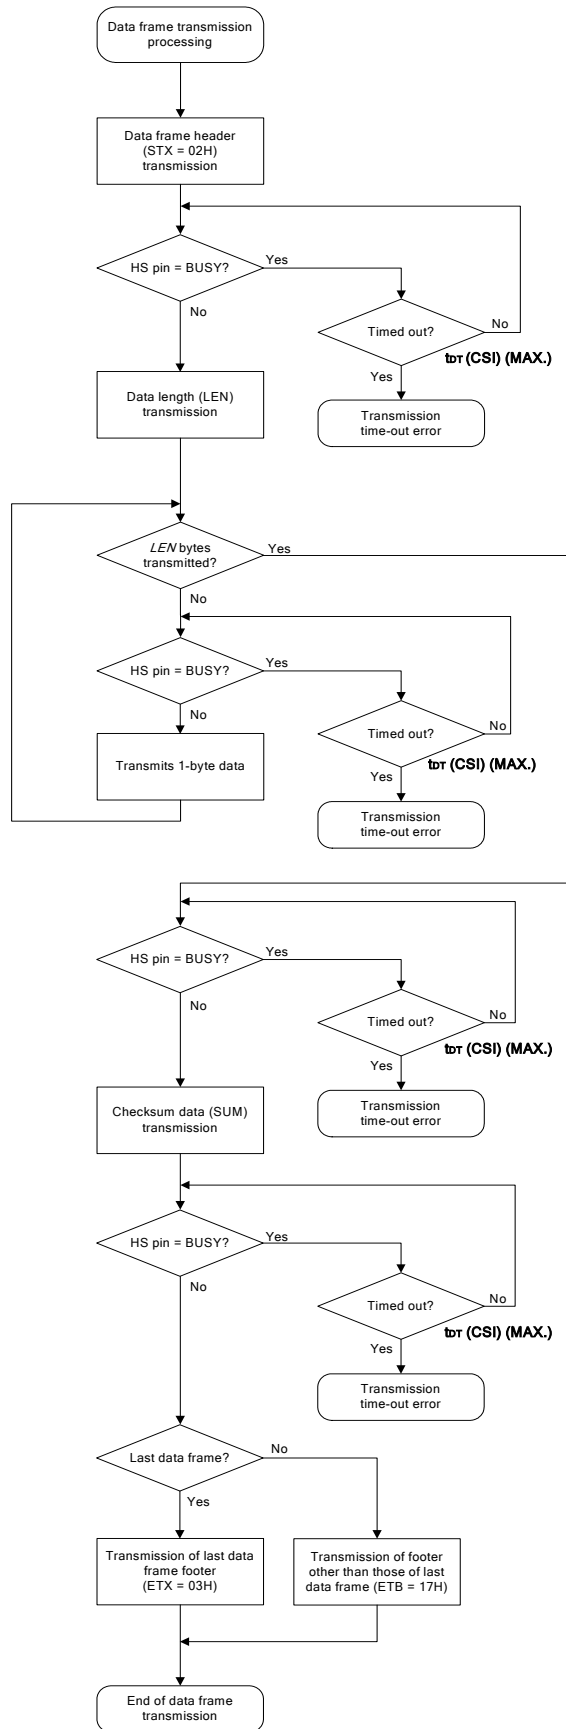 Data frame transmission
processing
Data frame header
(STX = 02H)
transmission
HS pin = BUSY?
Yes
No
Timed out?
No
tDT (CSI) (MAX.)
Yes
Data length (LEN)
transmission
Transmission
time-out error
LEN bytes
transmitted?
Yes
No
HS pin = BUSY?
Yes
No
Timed out?
No
tDT (CSI) (MAX.)
Transmits 1-byte data
Yes
Transmission
time-out error
HS pin = BUSY?
Yes
No
Timed out?
No
tDT (CSI) (MAX.)
Yes
Checksum data (SUM)
transmission
Transmission
time-out error
HS pin = BUSY?
Yes
No
Timed out?
No
tDT (CSI) (MAX.)
Yes
Transmission
time-out error
Last data frame?
No
Yes
Transmission of last data
frame footer
(ETX = 03H)
Transmission of footer
other than those of last
data frame (ETB = 17H)
End of data frame
transmission